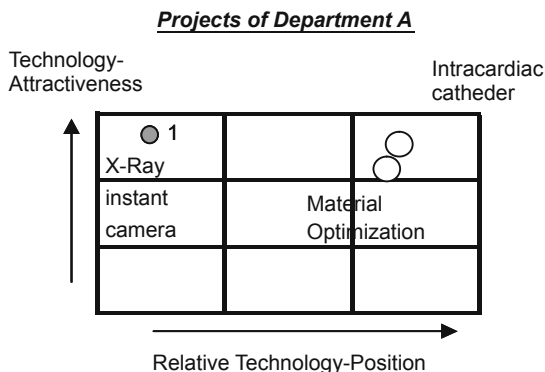 Projects of Department A
Technology-
Attractiveness
Intracardiac
catheder
1
X-Ray
instant
camera
Material
Optimization
Relative Technology-Position